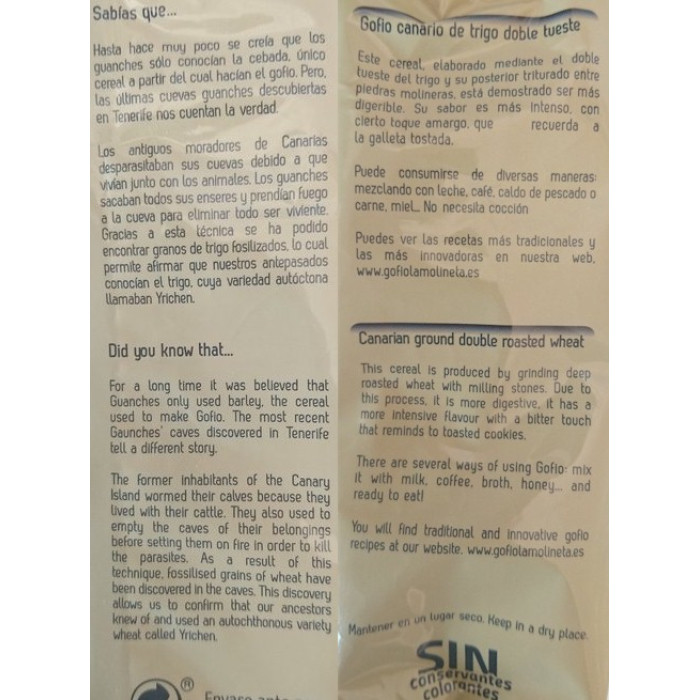 Sabías que...
Hasta hace muy poco se creía que los
guanches sólo conocían la cebada, único
cereal a partir del cual hacían el gofio. Pero,
las últimas cuevas guanches descubiertas
en Tenerife nos cuentan la verdad.
Los antiguos moradores de Canarias
desparasitaban sus cuevas debido a que
vivían junto con los animales. Los guanches
sacaban todos sus enseres y prendían fuego
a la cueva para eliminar todo ser viviente.
Gracias a esta técnica se ha podido
encontrar granos de trigo fosilizados, lo cual
permite afirmar que nuestros antepasados
conocían el trigo, cuya variedad autóctona
llamaban Yrichen.
Did you know that...
For a long time it was believed that
Guanches only used barley, the cereal
used to make Gofio. The most recent
Gaunches' caves discovered in Tenerife
tell a different story.
The former inhabitants of the Canary
Island wormed their calves because they
lived with their cattle. They also used to
empty the caves of their belongings
before setting them on fire in order to kill
the parasites. As a result of this
technique, fossilised grains of wheat have
been discovered in the caves. This discovery
allows us to confirm that our ancestors
knew of and used an autochthonous variety
wheat called Yrichen.
®
Gofio canario de trigo doble tueste
Este cereal, elaborado mediante el doble
tueste del trigo y su posterior triturado entre
piedras molineras, está demostrado ser más
digerible. Su sabor es más intenso, con
cierto toque amargo, que recuerda a
la galleta tostada.
Puede consumirse de diversas maneras:
mezclando con leche, café, caldo de pescado o
carne, miel... No necesita cocción
Puedes ver las recetas más tradicionales y
las más innovadoras en nuestra web,
www.gofiolamolineta.es
Canarian ground double roasted wheat
This cereal is produced by grinding deep
roasted wheat with milling stones. Due to
this process, it is more digestive, it has a
more intensive flavour with a bitter touch
that reminds to toasted cookies.
There are several ways of using Gofio: mix
it with milk, coffee, broth, honey... and
ready to eat!
You will find traditional and innovative gofio
recipes at our website. www.gofiolamolineta.es
Mantener en un lugar seco. Keep in a dry place.
SIN
conservantes
colorantes